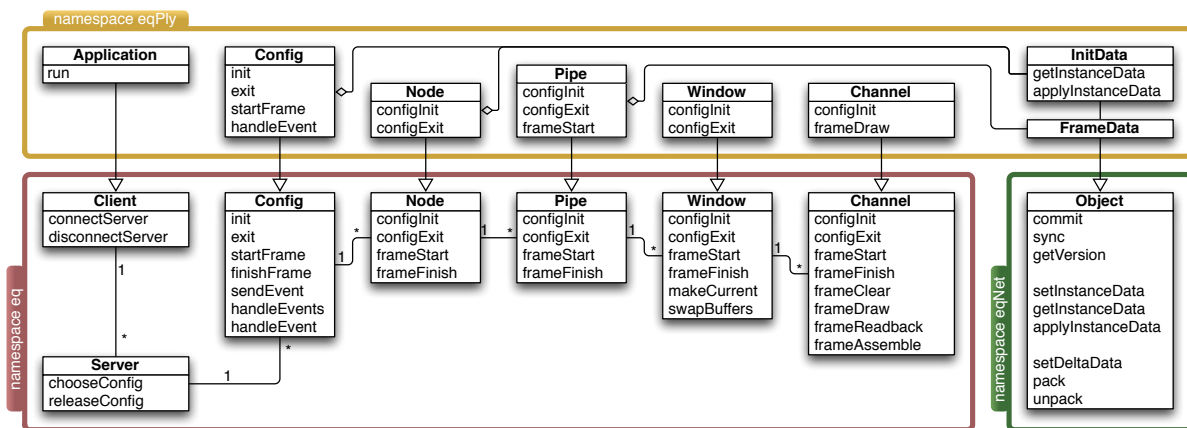 namespace eqPly
Application
run
Config
init
exit
startFrame
handleEvent
Node
configInit
configExit
Pipe
configInit
configExit
frameStart
Window
configInit
configExit
Channel
configInit
frameDraw
InitData
getInstanceData
applyInstanceData
FrameData
namespace eq
Client
connectServer
disconnectServer
1
*
Server
chooseConfig
releaseConfig
1
*
Config
init
exit
startFrame
finishFrame
sendEvent
handleEvents
handleEvent
1
*
Node
configInit
configExit
frameStart
frameFinish
1
*
Pipe
configInit
configExit
frameStart
frameFinish
1
*
Window
configInit
configExit
frameStart
frameFinish
makeCurrent
swapBuffers
1
*
Channel
configInit
configExit
frameStart
frameFinish
frameClear
frameDraw
frameReadback
frameAssemble
namespace eqNet
Object
commit
sync
getVersion
setInstanceData
getInstanceData
applyInstanceData
setDeltaData
pack
unpack